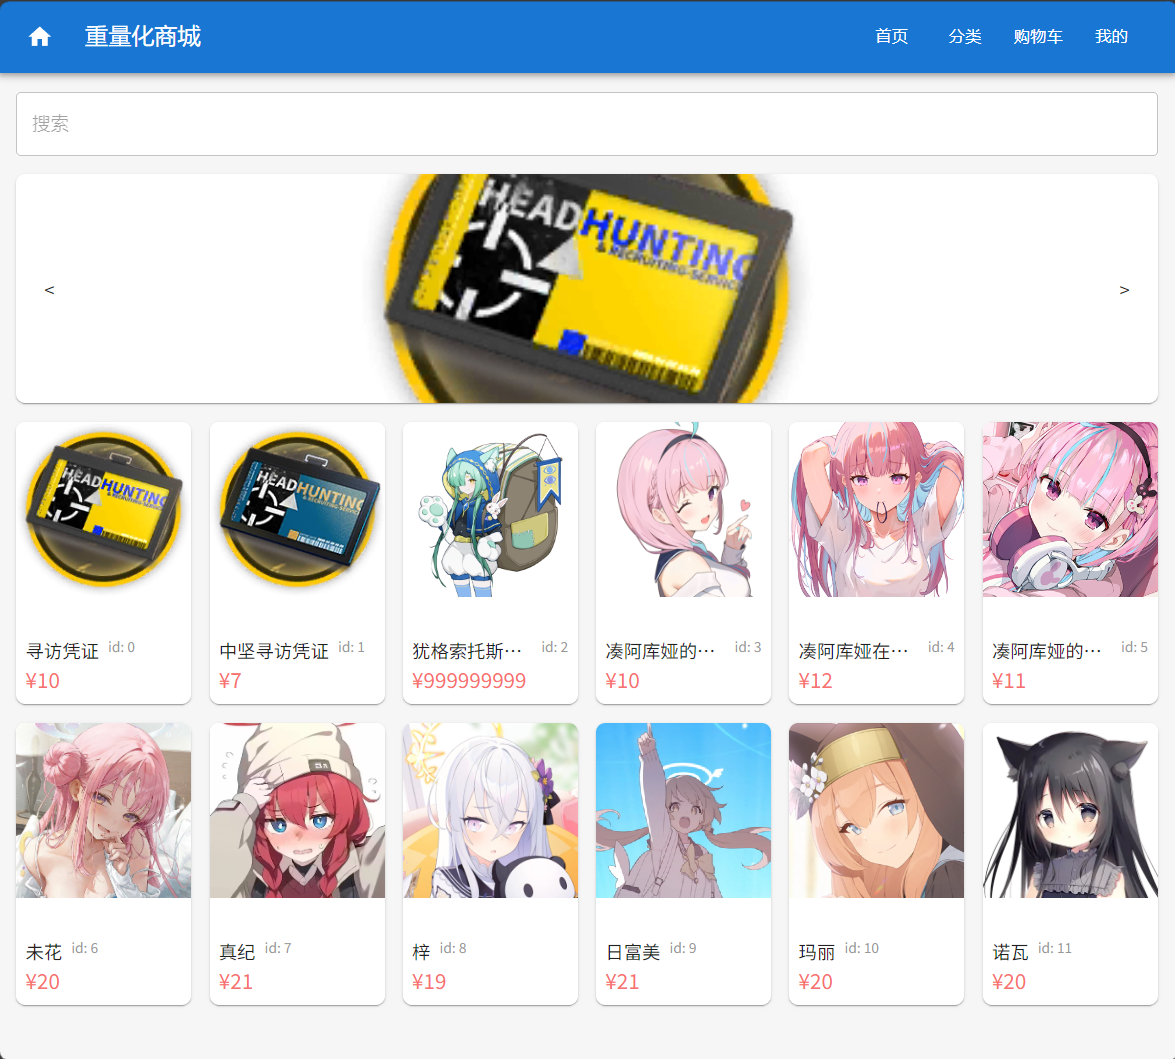 重量化商城
首页 分类 购物车 我的
搜索
HEADHUNTING
& RECRUITING SERVICE
< >
HEADHUNTING
HEADHUNTING
寻访凭证 id: 0
¥10
中坚寻访凭证 id: 1
¥7
犹格索托斯… id: 2
¥999999999
凑阿库娅的… id: 3
¥10
凑阿库娅在… id: 4
¥12
凑阿库娅的… id: 5
¥11
未花 id: 6
¥20
真纪 id: 7
¥21
梓 id: 8
¥19
日富美 id: 9
¥21
玛丽 id: 10
¥20
诺瓦 id: 11
¥20